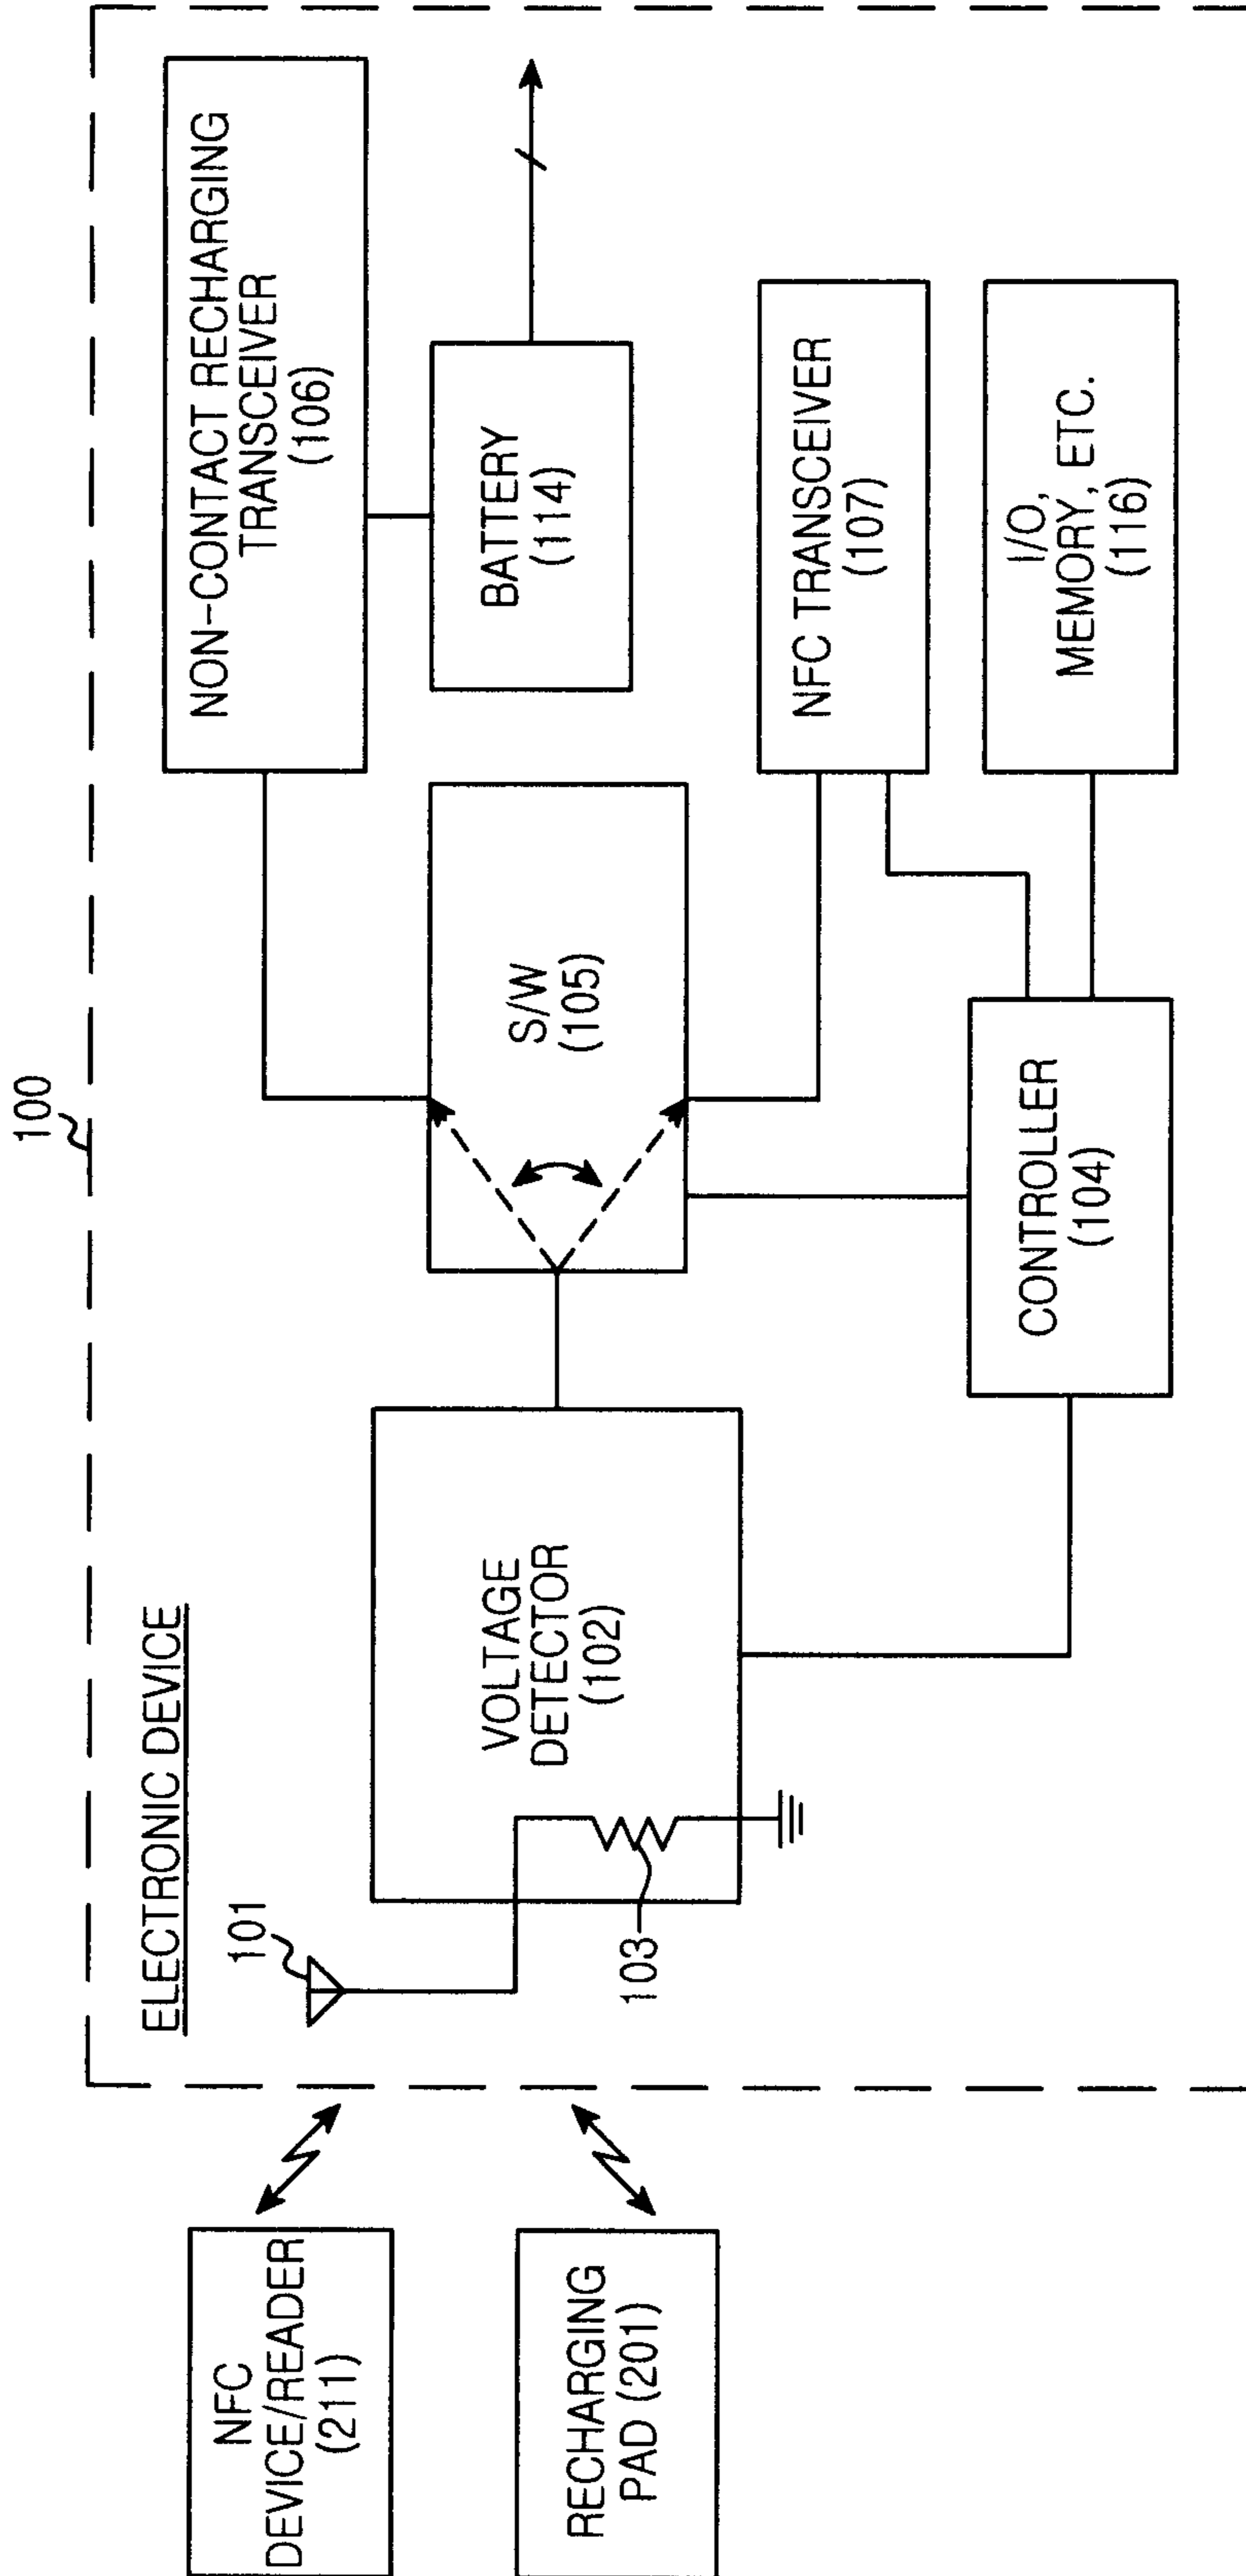 100
ELECTRONIC DEVICE
NFC
DEVICE/READER
(211)
RECHARGING
PAD (201)
101
103
VOLTAGE
DETECTOR
(102)
S/W
(105)
CONTROLLER
(104)
NON-CONTACT RECHARGING
TRANSCEIVER
(106)
BATTERY
(114)
NFC TRANSCEIVER
(107)
I/O,
MEMORY, ETC.
(116)